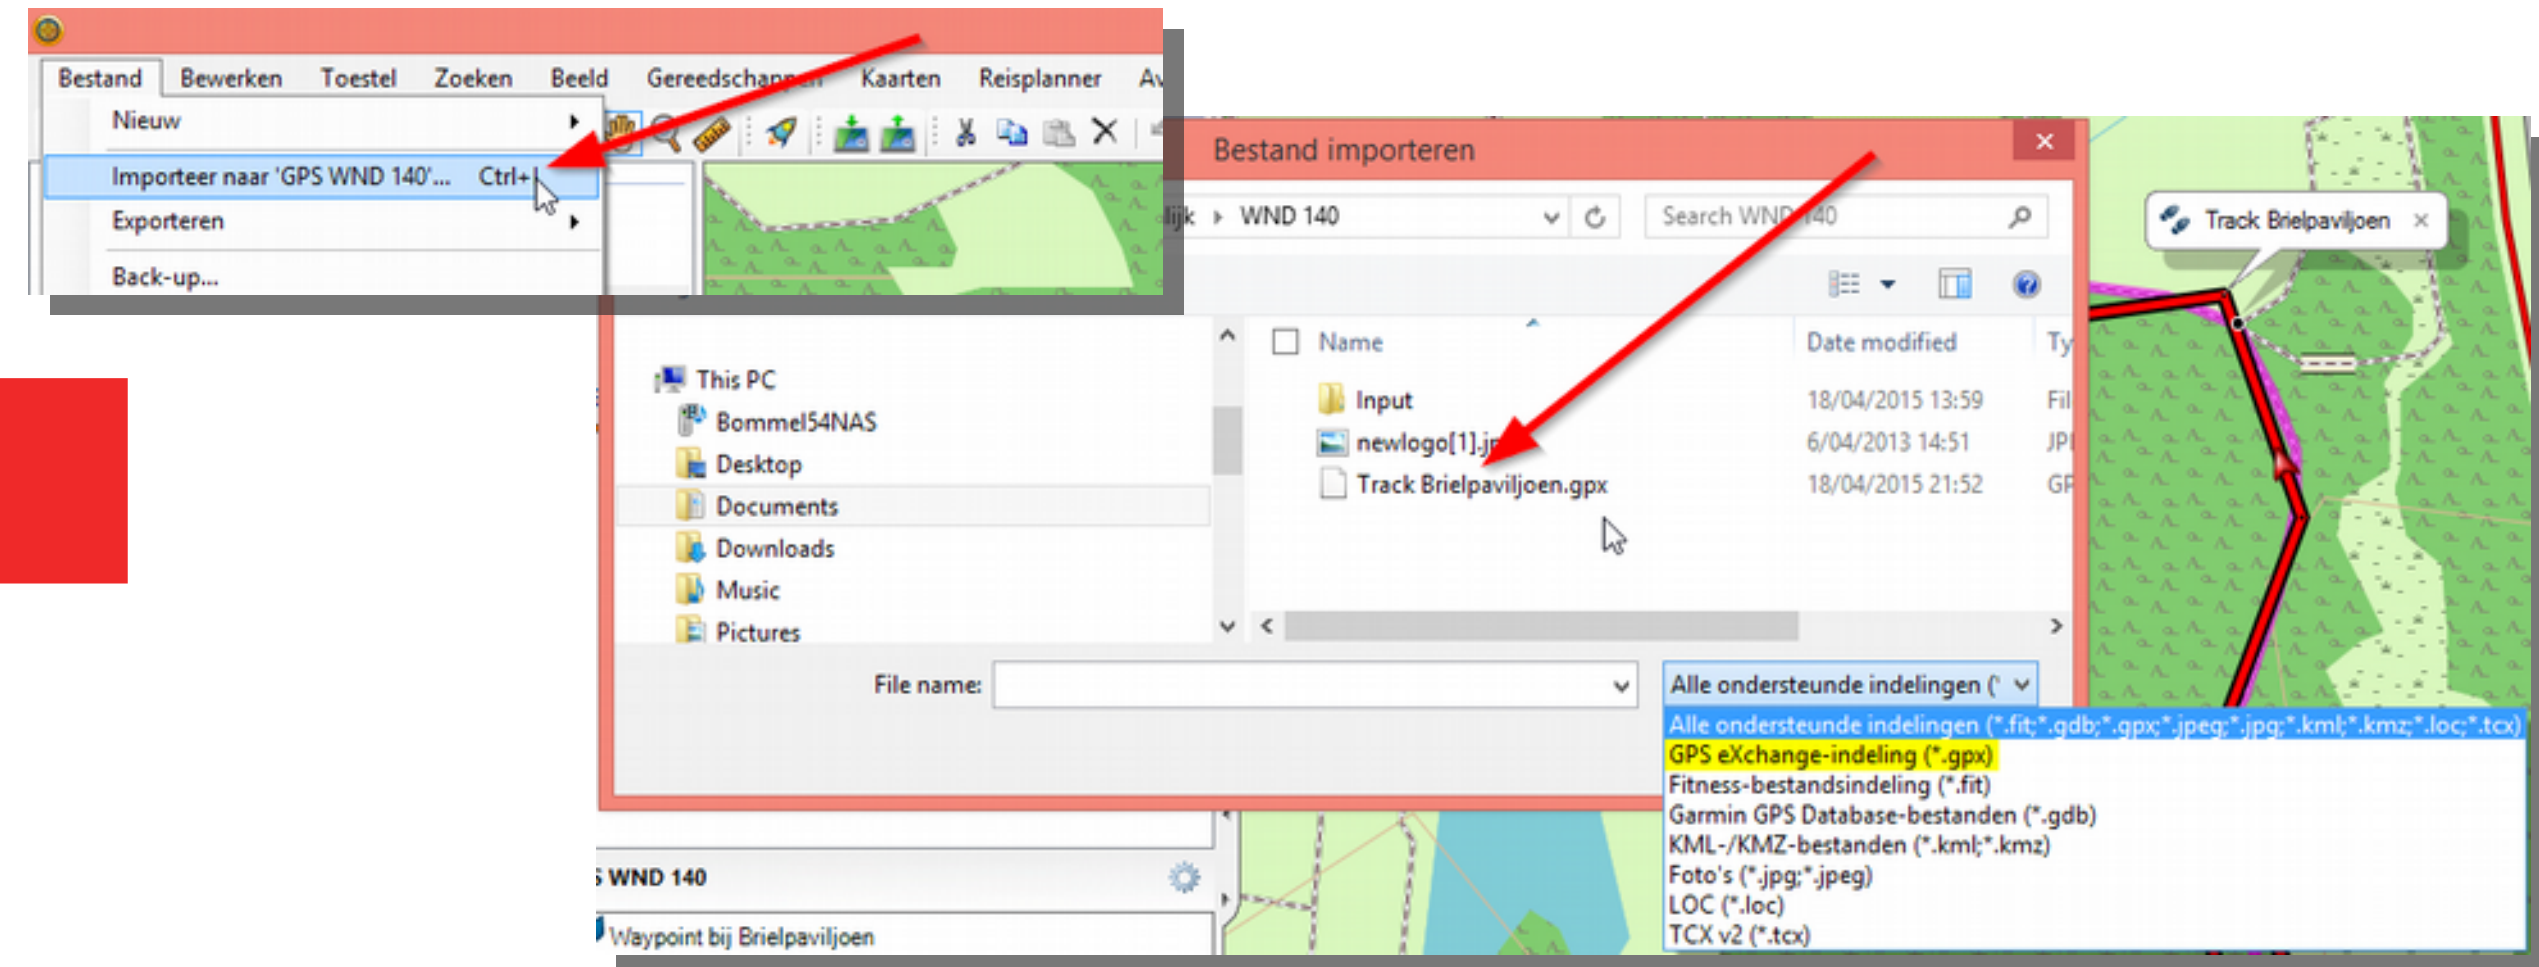 Bestand Bewerken Toestel Zoeken Beeld Gereedschappen Kaarten Reisplanner
Nieuw
Importeer naar 'GPS WND 140'... Ctrl+I
Exporteren
Back-up...
Bestand importeren
WND 140
Search WND 140
Name Date modified
This PC
Bommel54NAS
Desktop
Documents
Downloads
Music
Pictures
Input 18/04/2015 13:59
newlogo[1].jp 6/04/2013 14:51
Track Brielpaviljoen.gpx 18/04/2015 21:52
File name:
Alle ondersteunde indelingen (*
Alle ondersteunde indelingen (*.fit;*.gdb;*.gpx;*.jpeg;*.jpg;*.kml;*.kmz;*.loc;*.tcx)
GPS eXchange-indeling (*.gpx)
Fitness-bestandsindeling (*.fit)
Garmin GPS Database-bestanden (*.gdb)
KML-/KMZ-bestanden (*.kml;*.kmz)
Foto's (*.jpg;*.jpeg)
LOC (*.loc)
TCX v2 (*.tcx)
Track Brielpaviljoen
S WND 140
Waypoint bij Brielpaviljoen